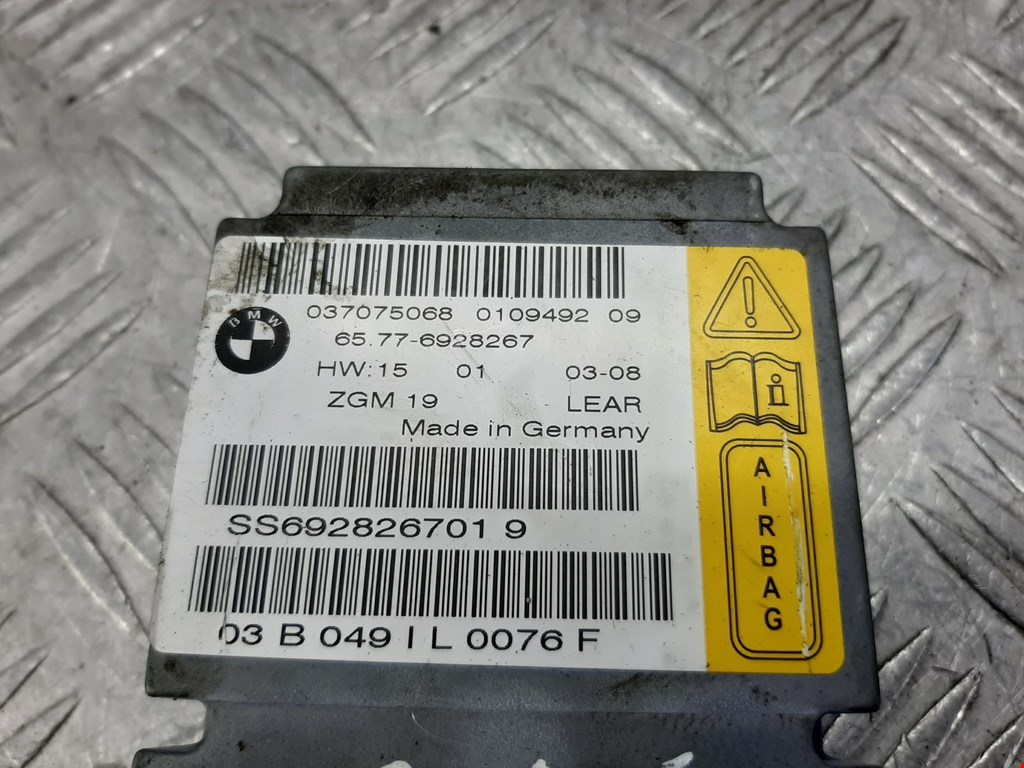 037075068 0109492 09
BMW
65.77-6928267
HW:15 01 03-08
ZGM 19 LEAR
Made in Germany
SS692826701 9
03 B 049 I L 0076 F
AIRBAG